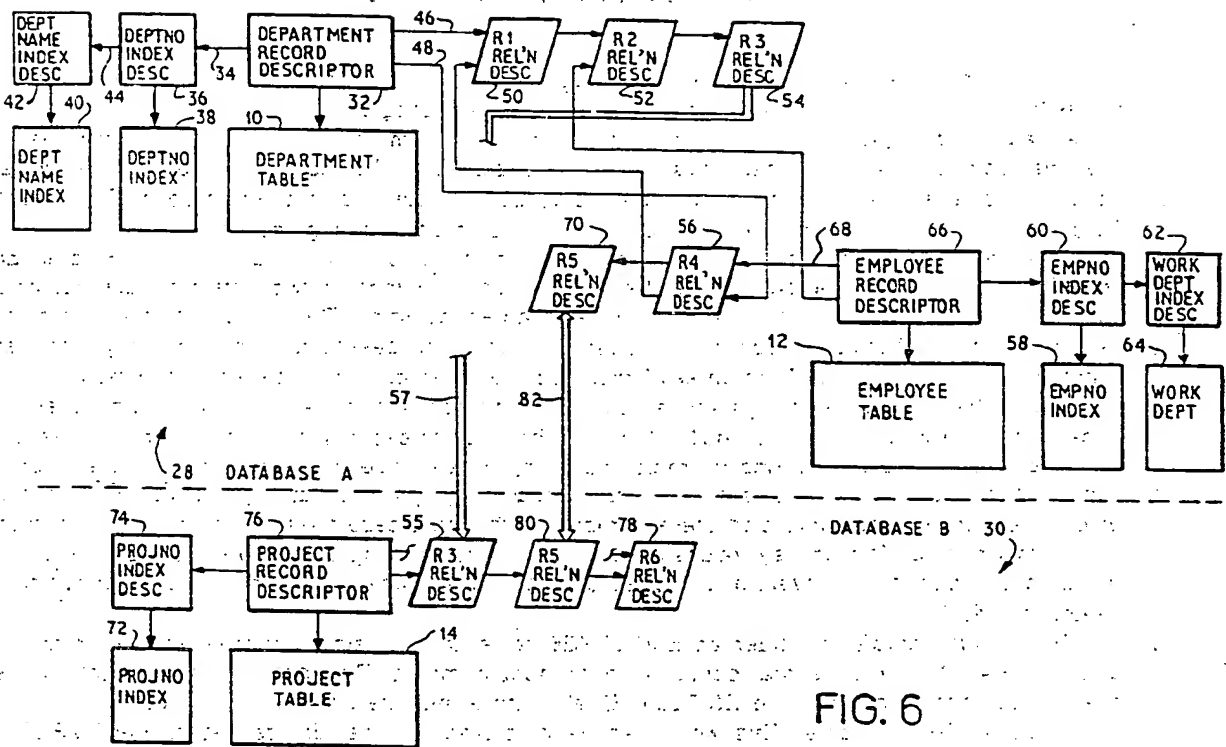 DEPT
NAME
INDEX
DESC
42
44
40
DEPT
NAME
INDEX
DEPTNO
INDEX
DESC
34
36
38
DEPTNO
INDEX
DEPARTMENT
RECORD
DESCRIPTOR
32
10
DEPARTMENT
TABLE
46
48
R1
REL'N
DESC
50
R2
REL'N
DESC
52
R3
REL'N
DESC
54
70
R5
REL'N
DESC
56
R4
REL'N
DESC
68
66
EMPLOYEE
RECORD
DESCRIPTOR
60
EMPNO
INDEX
DESC
62
WORK
DEPT
INDEX
DESC
12
EMPLOYEE
TABLE
58
EMPNO
INDEX
64
WORK
DEPT
57
82
28 DATABASE A
DATABASE B 30
74
PROJNO
INDEX
DESC
76
PROJECT
RECORD
DESCRIPTOR
55
R3
REL'N
DESC
80
R5
REL'N
DESC
78
R6
REL'N
DESC
72
PROJNO
INDEX
14
PROJECT
TABLE
FIG. 6